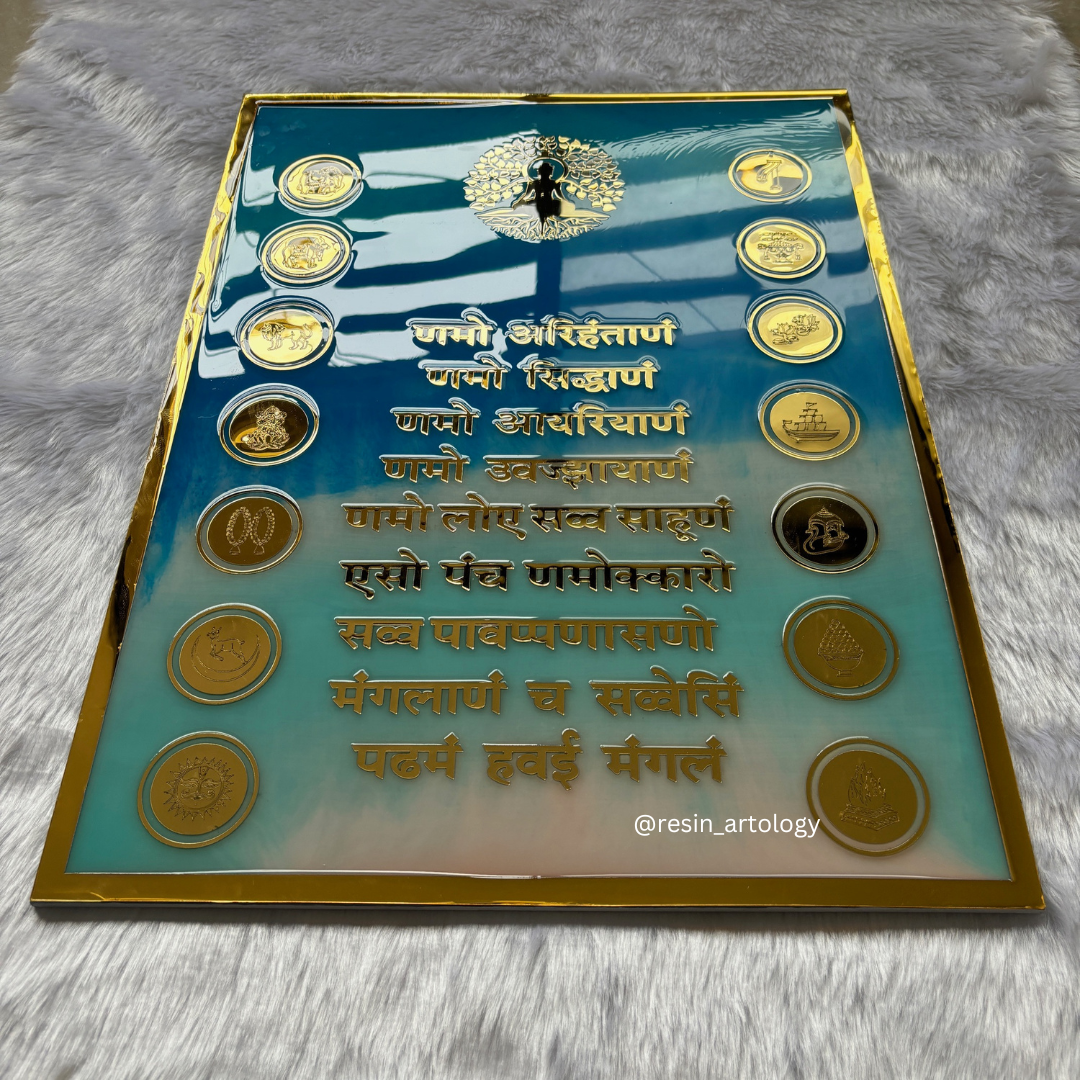 णमो अरिहंताणं
णमो सिद्धाणं
णमो आयरियाणं
णमो उवज्झायाणं
णमो लोए सव्व साहूणं
एसो पंच णमोक्कारो
सव्व पावप्पणासणो
मंगलाणं च सव्वेसिं
पढमं हवई मंगलं
@resin_artology